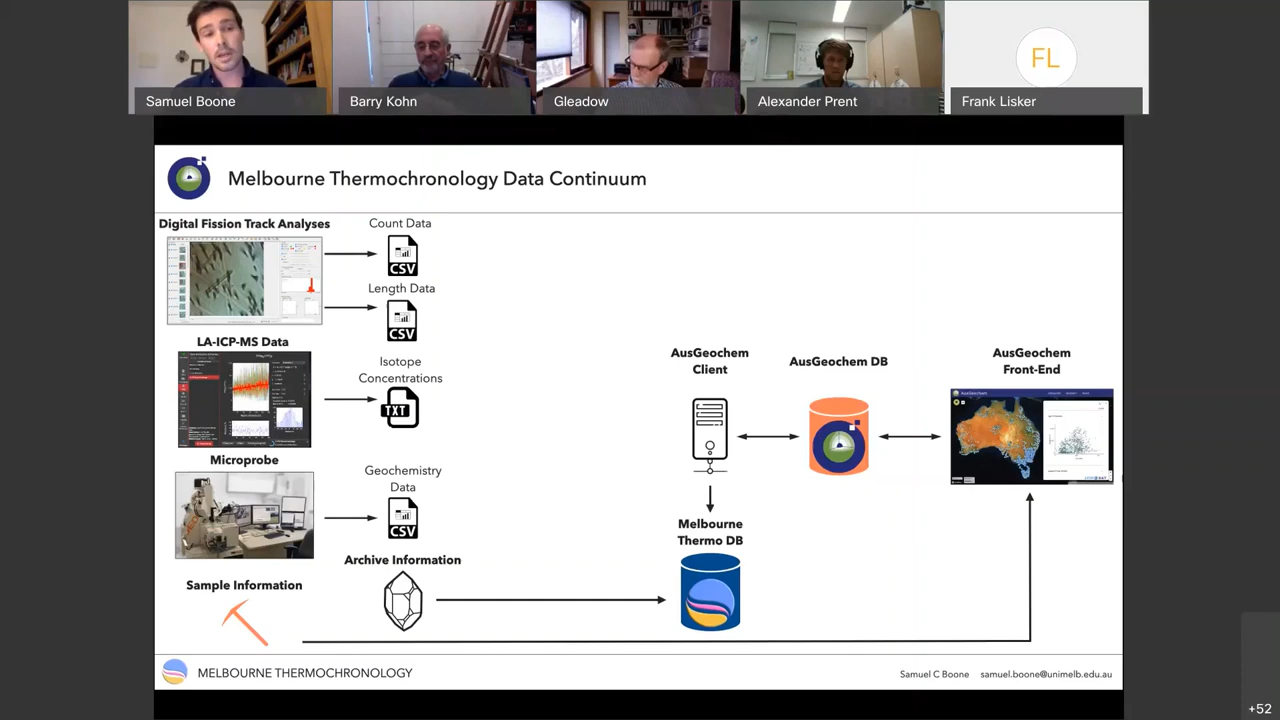 Samuel Boone
Barry Kohn
Gleadow
Alexander Prent
FL
Frank Lisker
Melbourne Thermochronology Data Continuum
Digital Fission Track Analyses
Count Data
CSV
Length Data
CSV
LA-ICP-MS Data
Isotope
Concentrations
TXT
Microprobe
Geochemistry
Data
CSV
Archive Information
Sample Information
AusGeochem
Client
AusGeochem DB
AusGeochem
Front-End
Melbourne
Thermo DB
MELBOURNE THERMOCHRONOLOGY
Samuel C Boone samuel.boone@unimelb.edu.au
+52